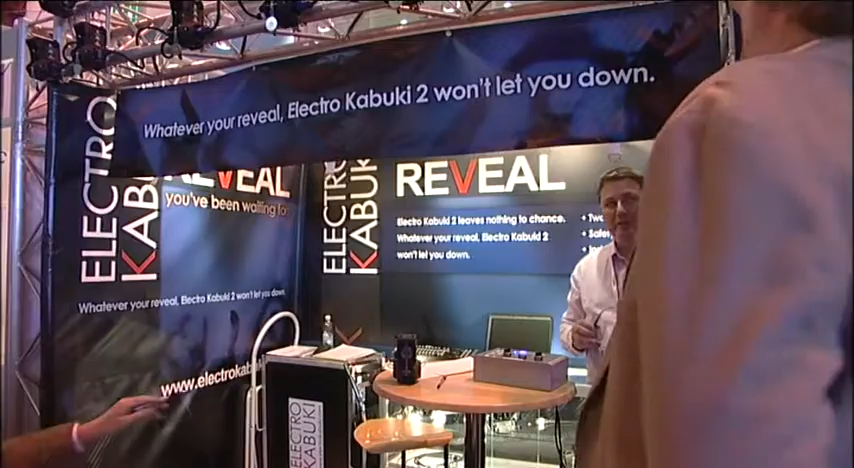 Whatever your reveal, Electro Kabuki 2 won't let you down.
ELECTRO
KABUKI
REVEAL
you've been waiting for
Whatever your reveal, Electro Kabuki 2 won't let you down.
ELECTRO
KABUKI
REVEAL
Electro Kabuki 2 leaves nothing to chance.
Whatever your reveal, Electro Kabuki 2
won't let you down.
ELECTRO
KABUKI